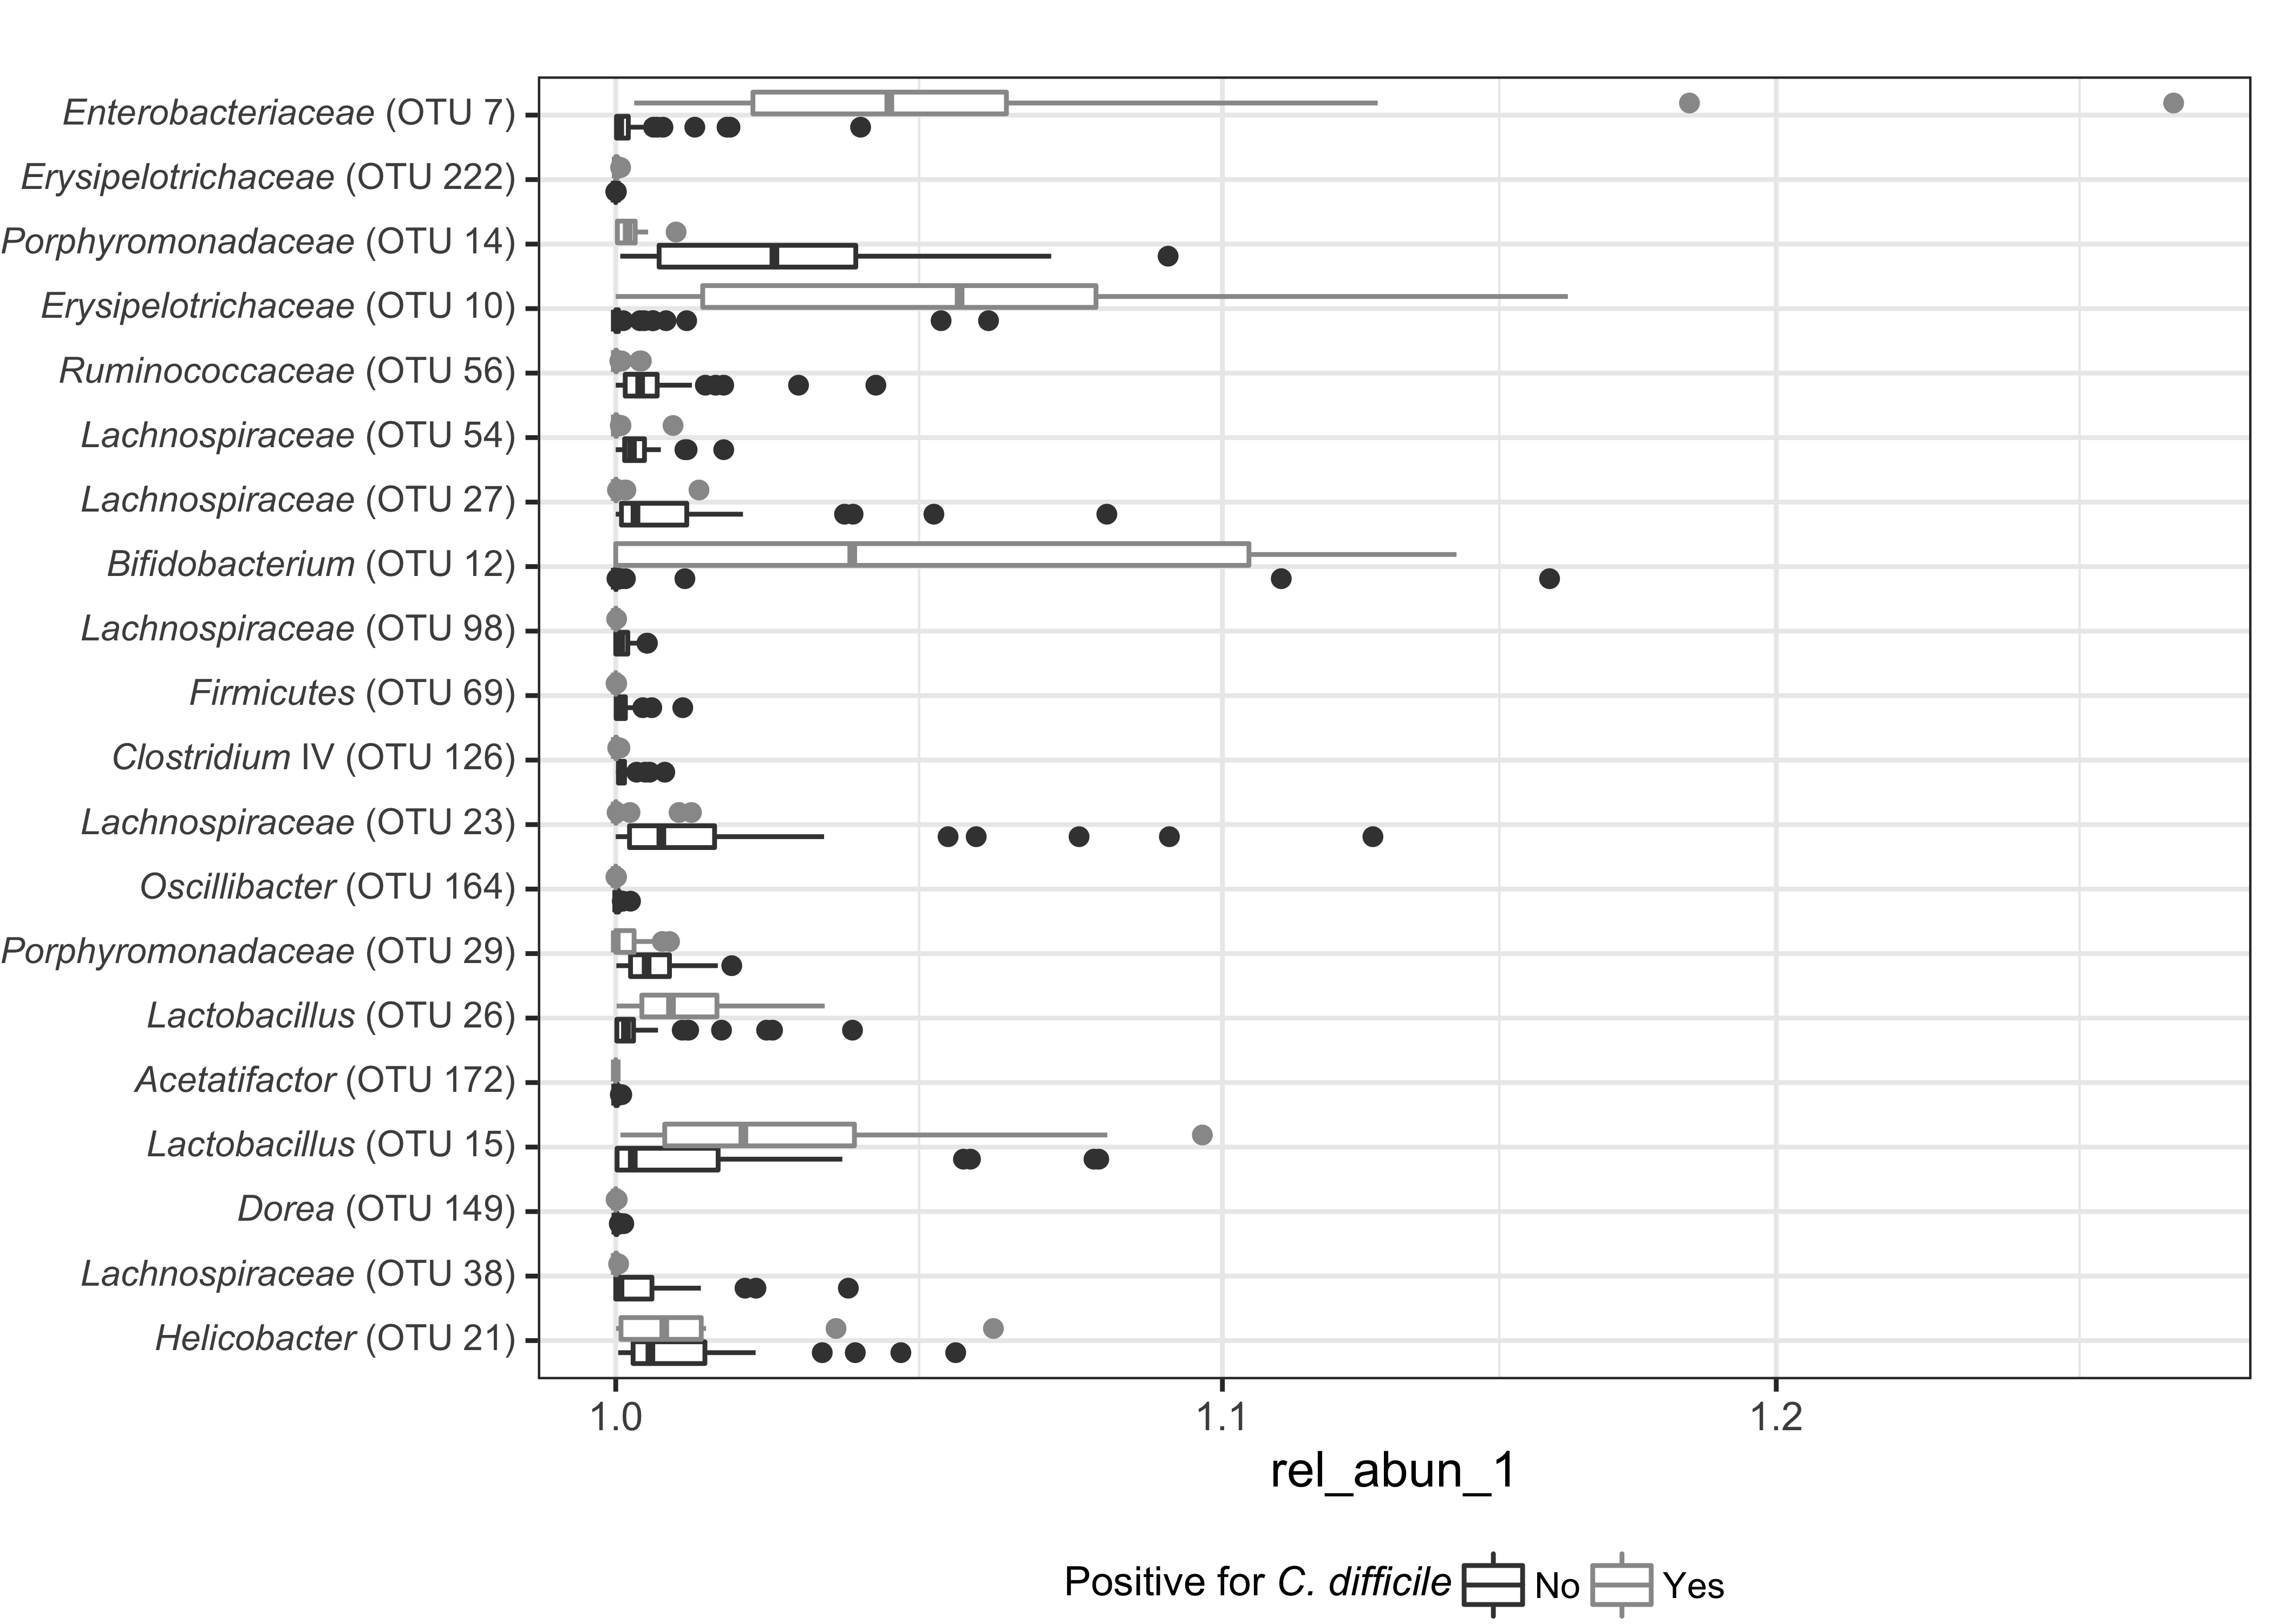 Enterobacteriaceae (OTU 7)
Erysipelotrichaceae (OTU 222)
Porphyromonadaceae (OTU 14)
Erysipelotrichaceae (OTU 10)
Ruminococcaceae (OTU 56)
Lachnospiraceae (OTU 54)
Lachnospiraceae (OTU 27)
Bifidobacterium (OTU 12)
Lachnospiraceae (OTU 98)
Firmicutes (OTU 69)
Clostridium IV (OTU 126)
Lachnospiraceae (OTU 23)
Oscillibacter (OTU 164)
Porphyromonadaceae (OTU 29)
Lactobacillus (OTU 26)
Acetatifactor (OTU 172)
Lactobacillus (OTU 15)
Dorea (OTU 149)
Lachnospiraceae (OTU 38)
Helicobacter (OTU 21)
1.0 1.1 1.2
rel_abun_1
Positive for C. difficile No Yes